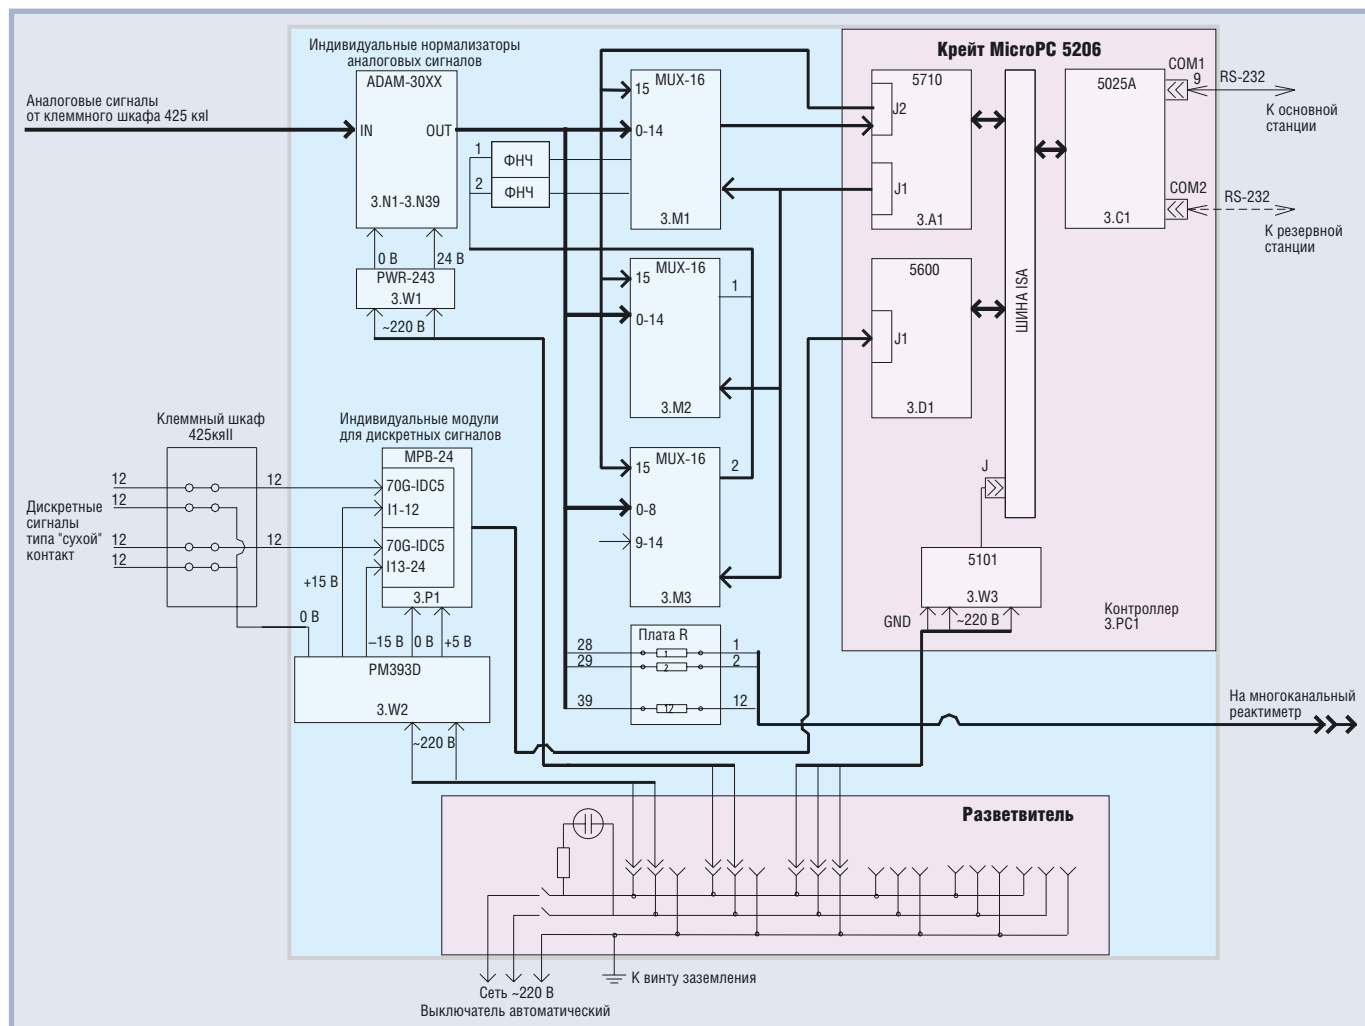 Индивидуальные нормализаторы
аналоговых сигналов
ADAM-30XX
Аналоговые сигналы
от клеммного шкафа 425 кяI
IN
OUT
3.N1-3.N39
0 В
24 В
PWR-243
3.W1
~220 В
1
ФНЧ
2
ФНЧ
MUX-16
15
0-14
3.M1
MUX-16
15
1
0-14
3.M2
MUX-16
15
2
0-8
9-14
3.M3
Крейт MicroPC 5206
5710
J2
J1
3.A1
5600
J1
3.D1
ШИНА ISA
5025A
3.C1
COM1
9
RS-232
К основной
станции
COM2
RS-232
К резервной
станции
J
5101
3.W3
GND
~220 В
Контроллер
3.PC1
Клеммный шкаф
425кяII
12
12
12
12
12
12
Дискретные
сигналы
типа "сухой"
контакт
Индивидуальные модули
для дискретных сигналов
MPB-24
70G-IDC5
I1-12
70G-IDC5
I13-24
3.P1
+15 В
0 В
–15 В
0 В
+5 В
PM393D
3.W2
~220 В
Плата R
28
1
1
29
2
2
39
12
12
На многоканальный
реактиметр
Разветвитель
К винту заземления
Сеть ~220 В
Выключатель автоматический